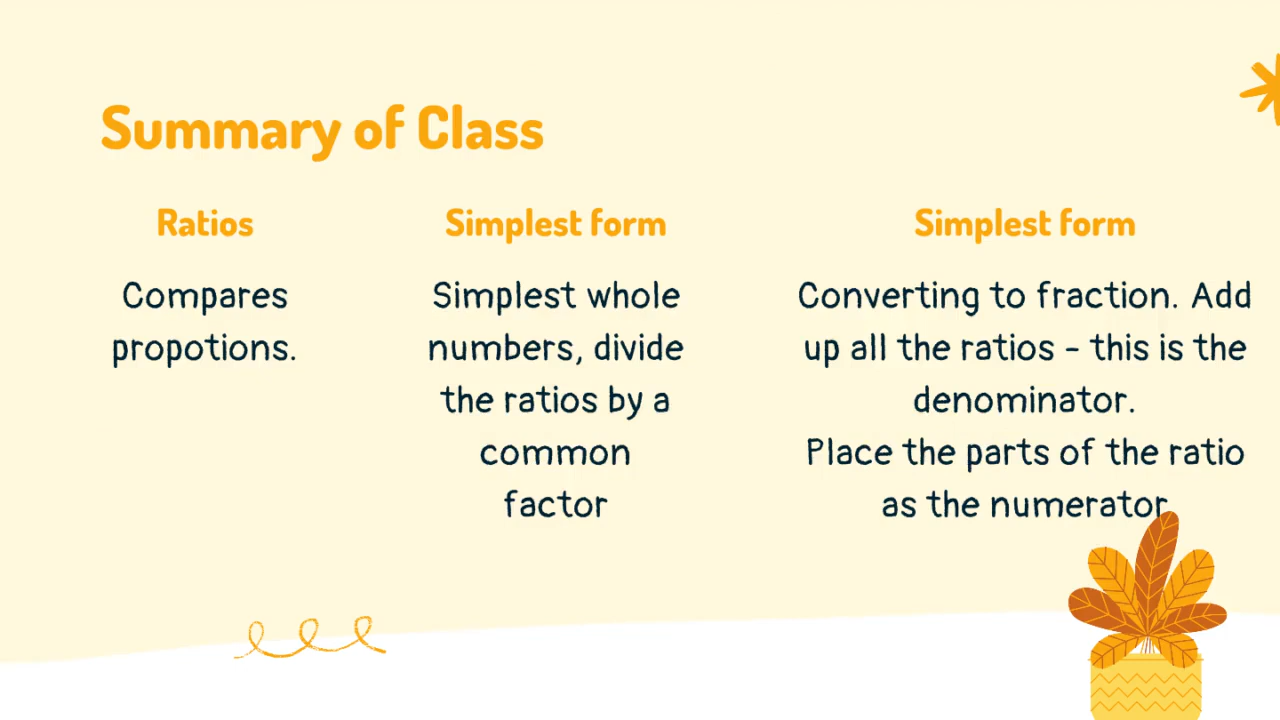 Summary of Class
Ratios
Compares
propotions.
Simplest form
Simplest whole
numbers, divide
the ratios by a
common
factor
Simplest form
Converting to fraction. Add
up all the ratios - this is the
denominator.
Place the parts of the ratio
as the numerator